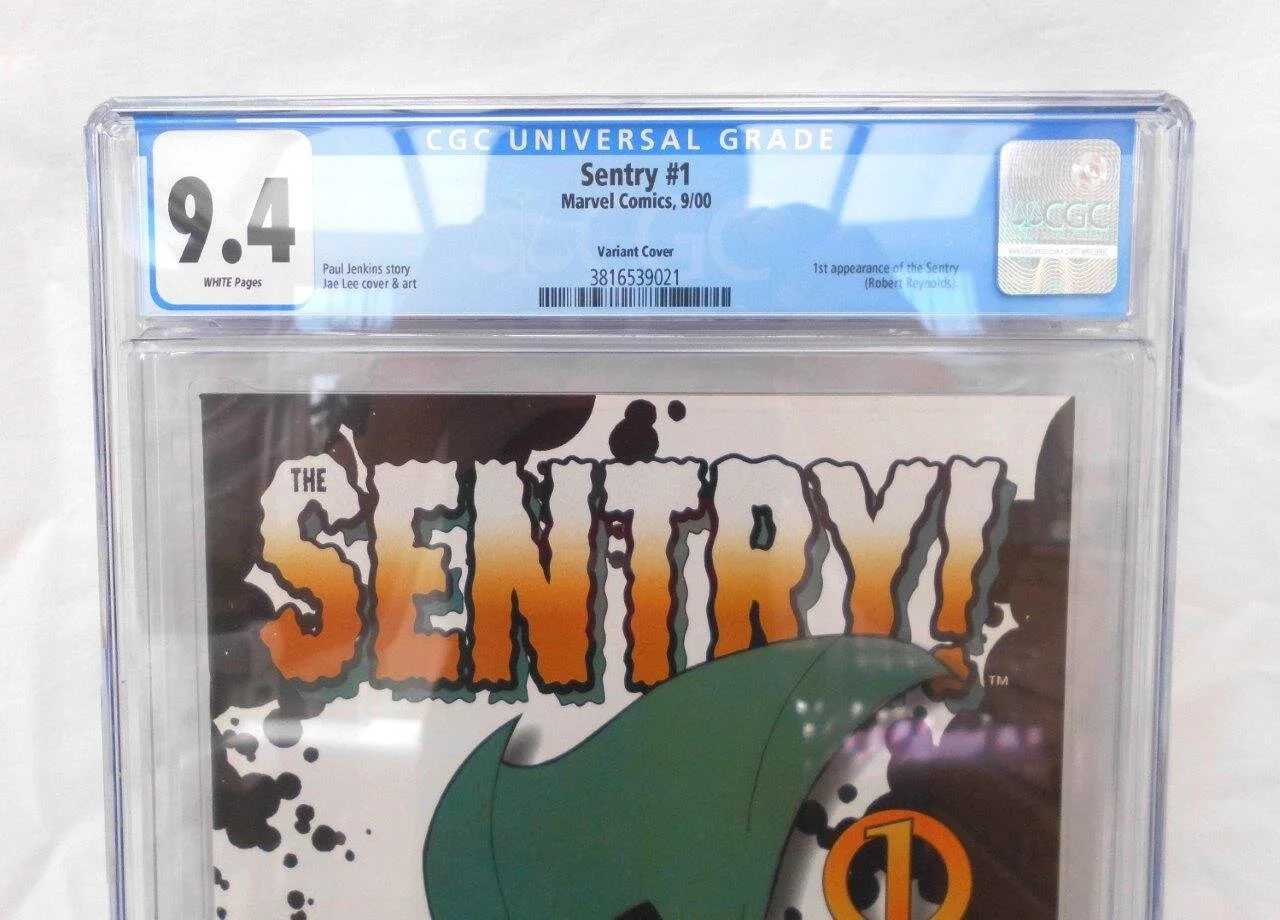 CGC UNIVERSAL GRADE
9.4
WHITE Pages
Sentry #1
Marvel Comics, 9/00
Variant Cover
3816539021
Paul Jenkins story
Jae Lee cover & art
1st appearance of the Sentry
(Robert Reynolds).
CGC
THE
SENTRY!
TM
1